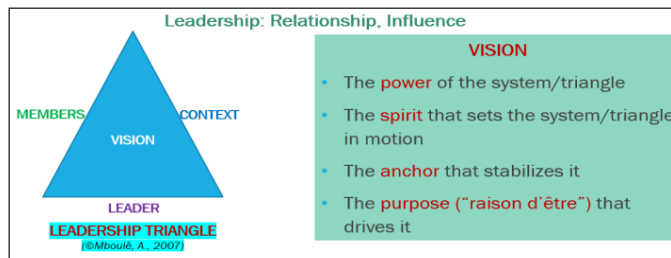 Leadership: Relationship, Influence
MEMBERS
CONTEXT
VISION
LEADER
LEADERSHIP TRIANGLE
(©Mboulè, A., 2007)
VISION
• The power of the system/triangle
• The spirit that sets the system/triangle
in motion
• The anchor that stabilizes it
• The purpose (“raison d’être”) that
drives it